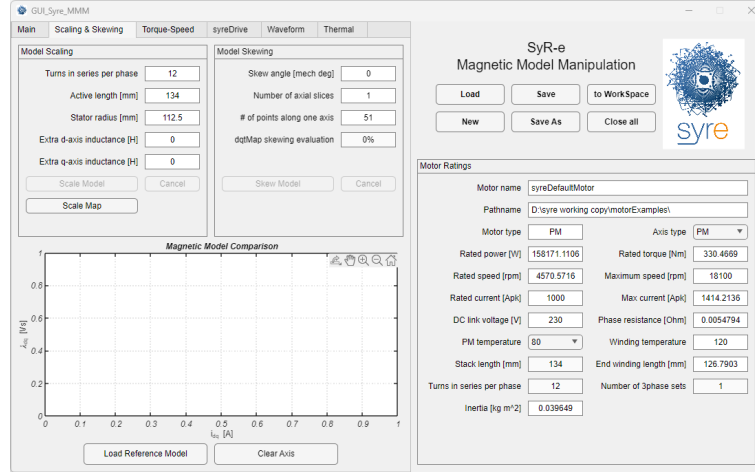 GUI_Syre_MMM
Main Scaling & Skewing Torque-Speed syreDrive Waveform Thermal
Model Scaling
Turns in series per phase 12
Active length [mm] 134
Stator radius [mm] 112.5
Extra d-axis inductance [H] 0
Extra q-axis inductance [H] 0
Scale Model Cancel
Scale Map
Model Skewing
Skew angle [mech deg] 0
Number of axial slices 1
# of points along one axis 51
dqtMap skewing evaluation 0%
Skew Model Cancel
Magnetic Model Comparison
1
0.8
0.6
0.4
0.2
0
λdq [Vs]
0 0.1 0.2 0.3 0.4 0.5 0.6 0.7 0.8 0.9 1
idq [A]
Load Reference Model Clear Axis
SyR-e
Magnetic Model Manipulation
Load Save to WorkSpace
New Save As Close all
syre
Motor Ratings
Motor name syreDefaultMotor
Pathname D:\syre working copy\motorExamples\
Motor type PM Axis type PM
Rated power [W] 158171.1106 Rated torque [Nm] 330.4669
Rated speed [rpm] 4570.5716 Maximum speed [rpm] 18100
Rated current [Apk] 1000 Max current [Apk] 1414.2136
DC link voltage [V] 230 Phase resistance [Ohm] 0.0054794
PM temperature 80 Winding temperature 120
Stack length [mm] 134 End winding length [mm] 126.7903
Turns in series per phase 12 Number of 3phase sets 1
Inertia [kg m^2] 0.039649